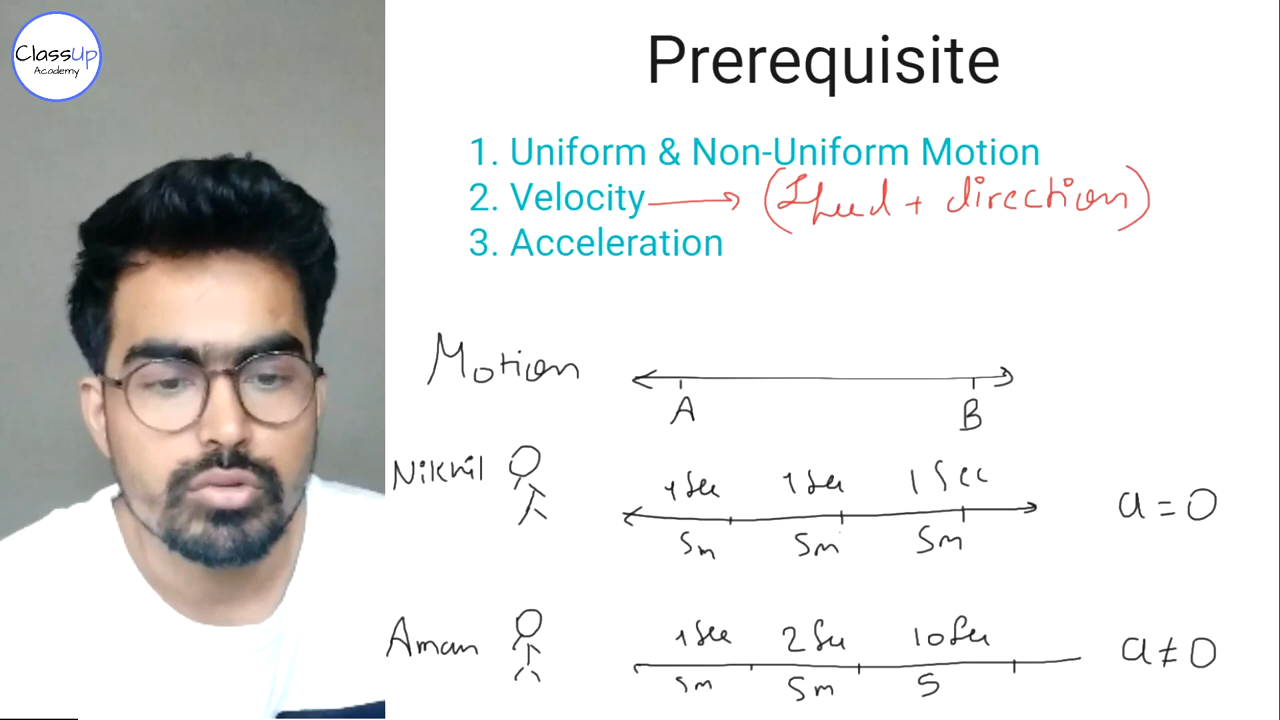 ClassUp
Academy
Prerequisite
1. Uniform & Non-Uniform Motion
2. Velocity → (Speed + direction)
3. Acceleration
Motion
A B
Nikhil
1 Sec 1 Sec 1 Sec
5m 5m 5m
a = 0
Aman
1 Sec 2 Sec 10 Sec
5m 5m 5
a ≠ 0